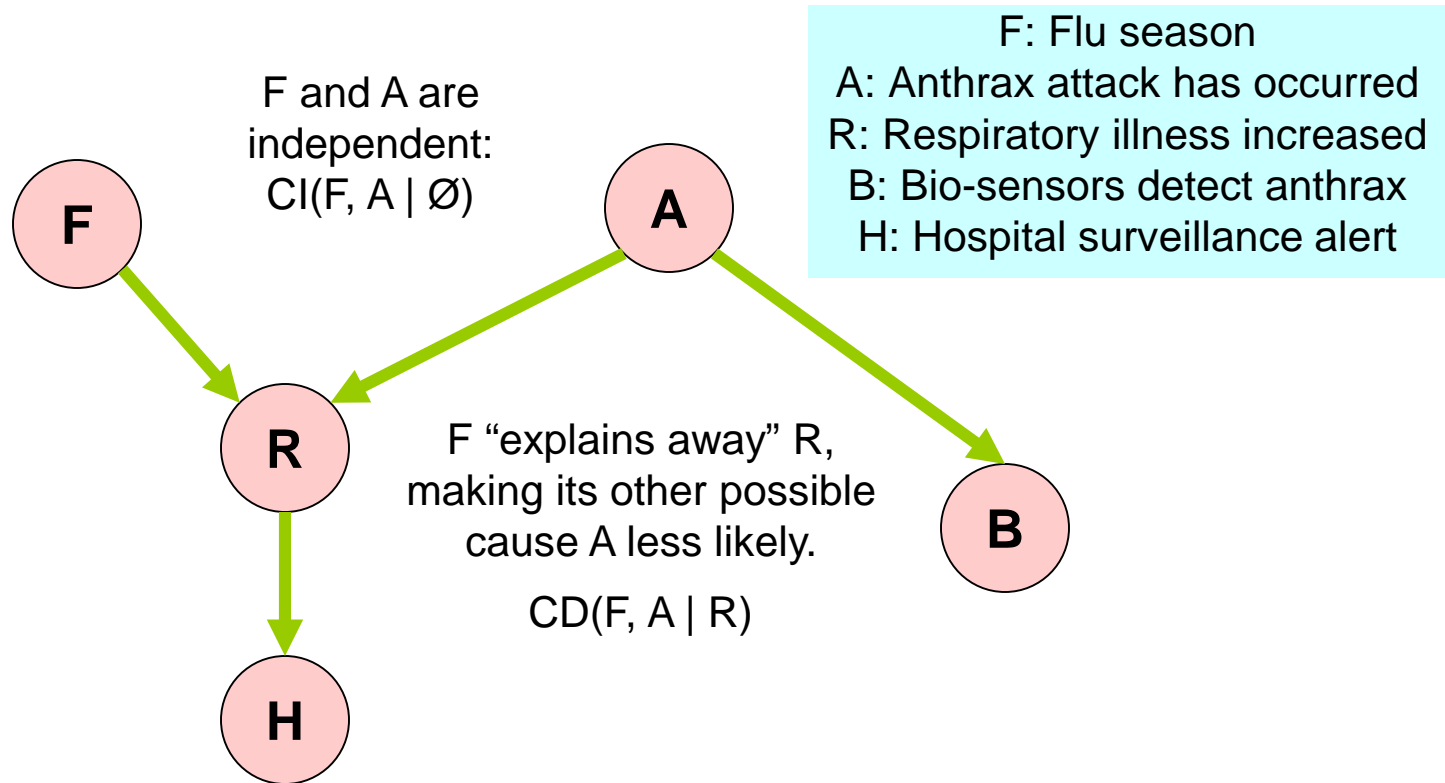 F: Flu season
A: Anthrax attack has occurred
R: Respiratory illness increased
B: Bio-sensors detect anthrax
H: Hospital surveillance alert
F and A are
independent:
CI(F, A | Ø)
F
A
R
F “explains away” R,
making its other possible
cause A less likely.
CD(F, A | R)
B
H